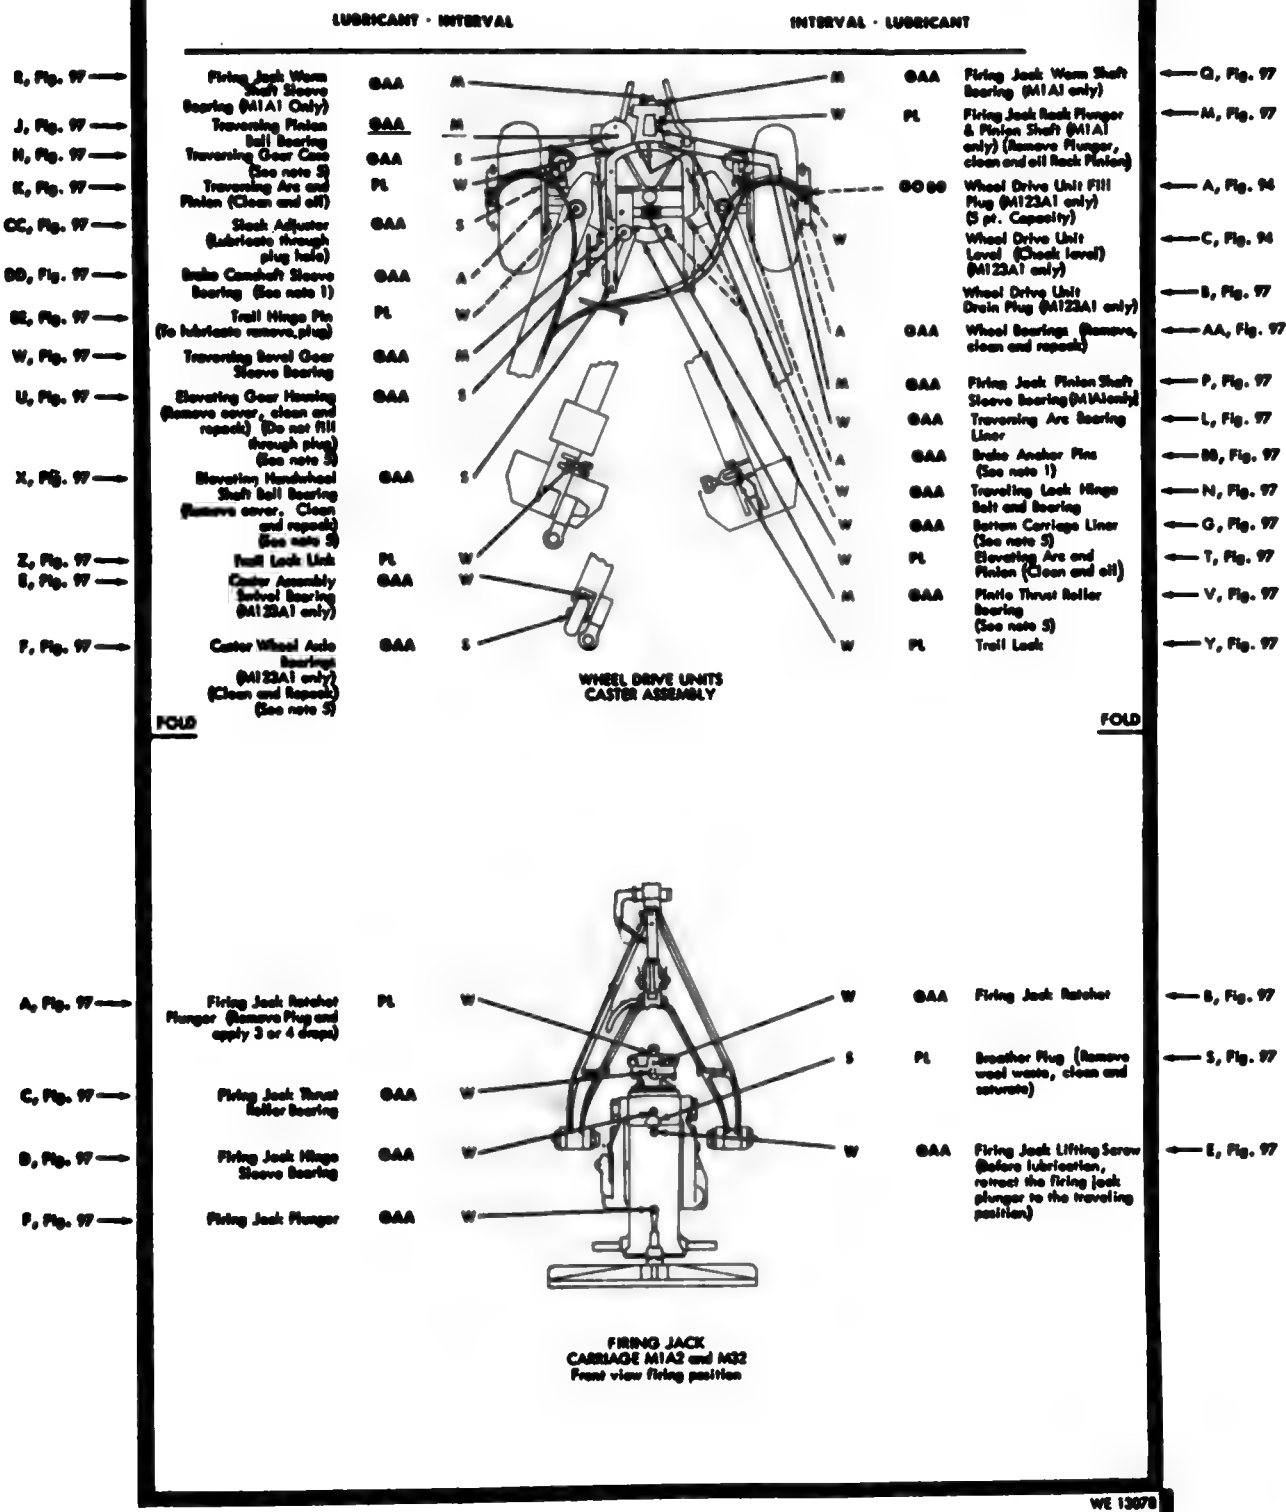 LUBRICANT · INTERVAL
INTERVAL · LUBRICANT
R, Fig. 97
Firing Jack Worm
Shaft Sleeve
Bearing (M1A1 Only)
GAA
M
J, Fig. 97
Traversing Pinion
Ball Bearing
GAA
M
H, Fig. 97
Traversing Gear Case
(See note 5)
GAA
S
K, Fig. 97
Traversing Arc and
Pinion (Clean and oil)
PL
W
CC, Fig. 97
Slack Adjuster
(Lubricate through
plug hole)
GAA
S
DD, Fig. 97
Brake Camshaft Sleeve
Bearing (See note 1)
GAA
A
EE, Fig. 97
Trail Hinge Pin
(To lubricate remove plug)
PL
W
W, Fig. 97
Traversing Bevel Gear
Sleeve Bearing
GAA
M
U, Fig. 97
Elevating Gear Housing
(Remove cover, clean and
repack) (Do not fill
through plug)
(See note 5)
GAA
S
X, Fig. 97
Elevating Handwheel
Shaft Ball Bearing
(Remove cover, Clean
and repack)
(See note 5)
GAA
S
Z, Fig. 97
Trail Lock Link
PL
W
E, Fig. 97
Caster Assembly
Swivel Bearing
(M123A1 only)
GAA
W
F, Fig. 97
Caster Wheel Axle
Bearings
(M123A1 only)
(Clean and Repack)
(See note 5)
GAA
S
M
GAA
Firing Jack Worm Shaft
Bearing (M1A1 only)
Q, Fig. 97
W
PL
Firing Jack Rack Plunger
& Pinion Shaft (M1A1
only) (Remove Plunger,
clean and oil Rack Pinion)
M, Fig. 97
GO 90
Wheel Drive Unit Fill
Plug (M123A1 only)
(5 pt. Capacity)
A, Fig. 94
W
Wheel Drive Unit
Level (Check level)
(M123A1 only)
C, Fig. 94
Wheel Drive Unit
Drain Plug (M123A1 only)
B, Fig. 97
A
GAA
Wheel Bearings (Remove,
clean and repack)
AA, Fig. 97
M
GAA
Firing Jack Pinion Shaft
Sleeve Bearing (M1A1 only)
P, Fig. 97
W
GAA
Traversing Arc Bearing
Liner
L, Fig. 97
A
GAA
Brake Anchor Pins
(See note 1)
BB, Fig. 97
W
GAA
Traveling Lock Hinge
Bolt and Bearing
N, Fig. 97
W
GAA
Bottom Carriage Liner
(See note 5)
G, Fig. 97
W
PL
Elevating Arc and
Pinion (Clean and oil)
T, Fig. 97
M
GAA
Pintle Thrust Roller
Bearing
(See note 5)
V, Fig. 97
W
PL
Trail Lock
Y, Fig. 97
WHEEL DRIVE UNITS
CASTER ASSEMBLY
FOLD
FOLD
A, Fig. 97
Firing Jack Ratchet
Plunger (Remove Plug and
apply 3 or 4 drops)
PL
W
C, Fig. 97
Firing Jack Thrust
Roller Bearing
GAA
W
D, Fig. 97
Firing Jack Hinge
Sleeve Bearing
GAA
W
F, Fig. 97
Firing Jack Plunger
GAA
W
W
GAA
Firing Jack Ratchet
B, Fig. 97
S
PL
Breather Plug (Remove
wool waste, clean and
saturate)
S, Fig. 97
W
GAA
Firing Jack Lifting Screw
(Before lubrication,
retract the firing jack
plunger to the traveling
position)
E, Fig. 97
FIRING JACK
CARRIAGE M1A2 and M32
Front view firing position
WE 13078